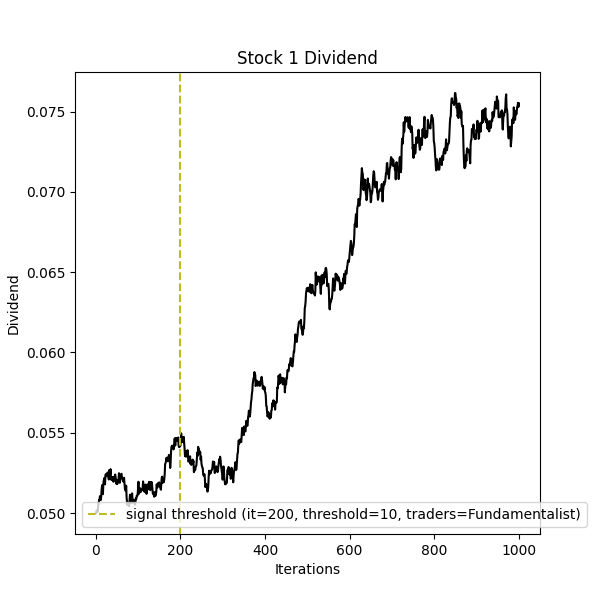 Stock 1 Dividend
0.075
0.070
0.065
0.060
0.055
0.050
Dividend
signal threshold (it=200, threshold=10, traders=Fundamentalist)
0 200 400 600 800 1000
Iterations